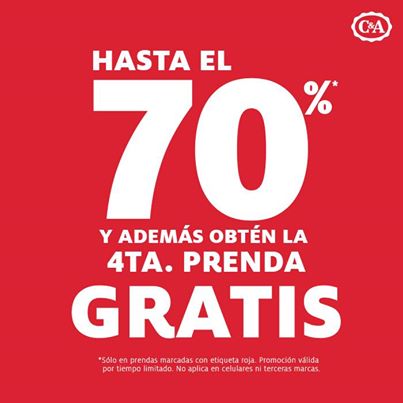 C&A
HASTA EL
70%*
Y ADEMÁS OBTÉN LA
4TA. PRENDA
GRATIS
*Sólo en prendas marcadas con etiqueta roja. Promoción válida
por tiempo limitado. No aplica en celulares ni terceras marcas.